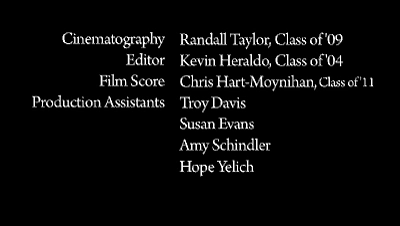 Cinematography Randall Taylor, Class of '09
Editor Kevin Heraldo, Class of '04
Film Score Chris Hart-Moynihan, Class of '11
Production Assistants Troy Davis
Susan Evans
Amy Schindler
Hope Yelich